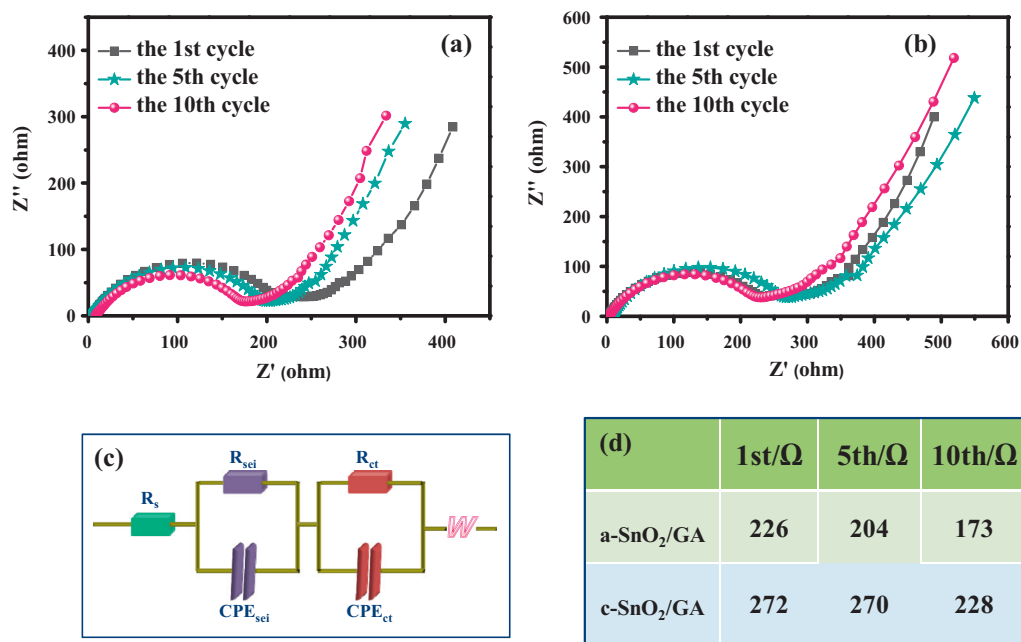 (a)
the 1st cycle
the 5th cycle
the 10th cycle
Z'' (ohm)
400
300
200
100
0
0 100 200 300 400
Z' (ohm)
(b)
the 1st cycle
the 5th cycle
the 10th cycle
Z'' (ohm)
600
500
400
300
200
100
0
0 100 200 300 400 500 600
Z' (ohm)
(c)
Rs
Rsei
Rct
W
CPEsei
CPEct
(d) 1st/Ω 5th/Ω 10th/Ω
a-SnO₂/GA 226 204 173
c-SnO₂/GA 272 270 228